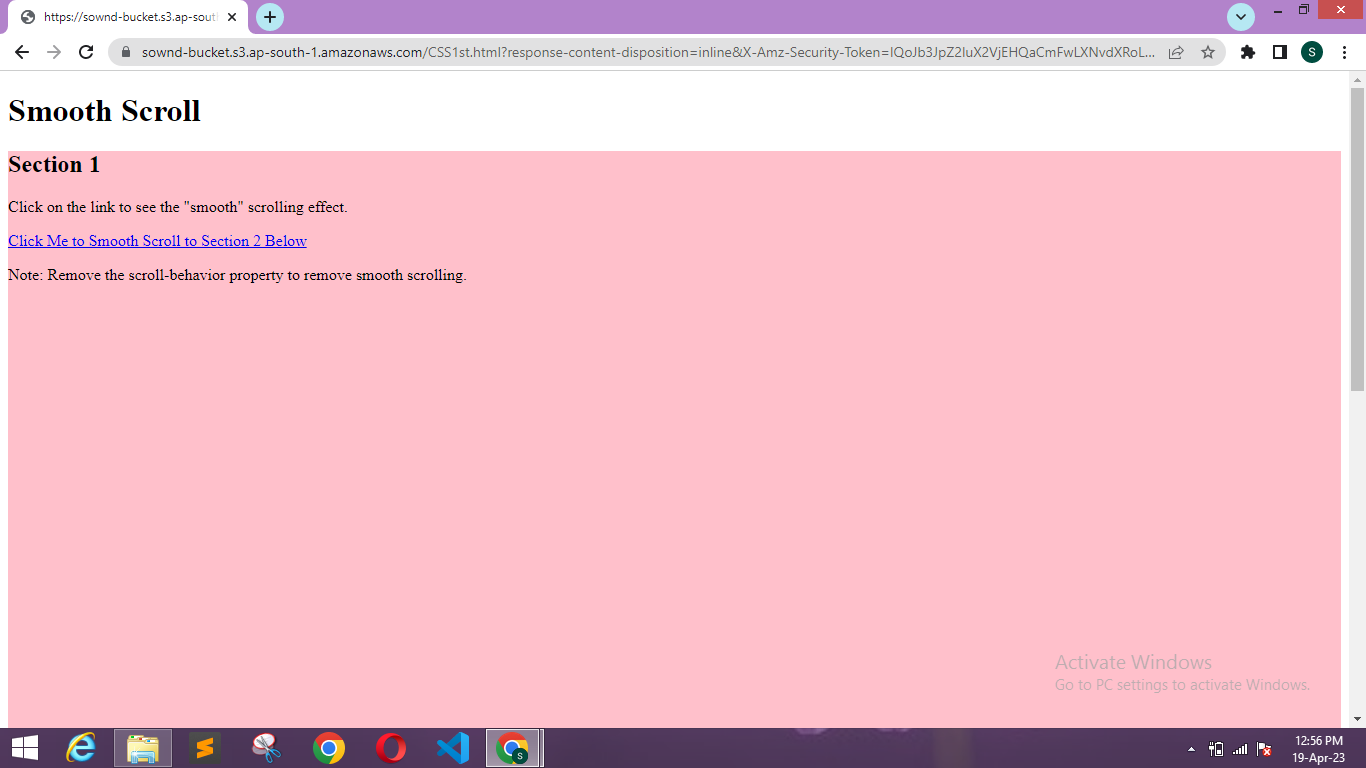 https://sownd-bucket.s3.ap-sout
sownd-bucket.s3.ap-south-1.amazonaws.com/CSS1st.html?response-content-disposition=inline&X-Amz-Security-Token=IQoJb3JpZ2luX2VjEHQaCmFwLXNvdXRoL...
S
Smooth Scroll
Section 1
Click on the link to see the "smooth" scrolling effect.
Click Me to Smooth Scroll to Section 2 Below
Note: Remove the scroll-behavior property to remove smooth scrolling.
Activate Windows
Go to PC settings to activate Windows.
S
12:56 PM
19-Apr-23